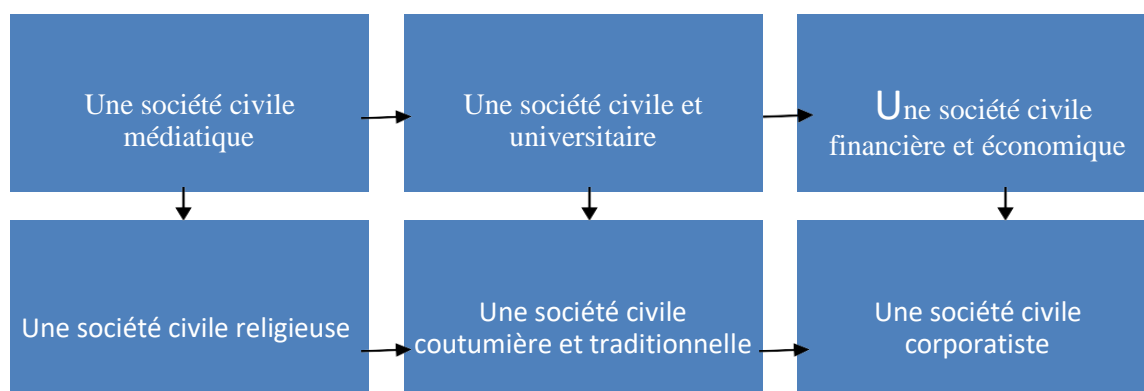 Une société civile
médiatique
Une société civile et
universitaire
Une société civile
financière et économique
Une société civile religieuse
Une société civile
coutumière et traditionnelle
Une société civile
corporatiste